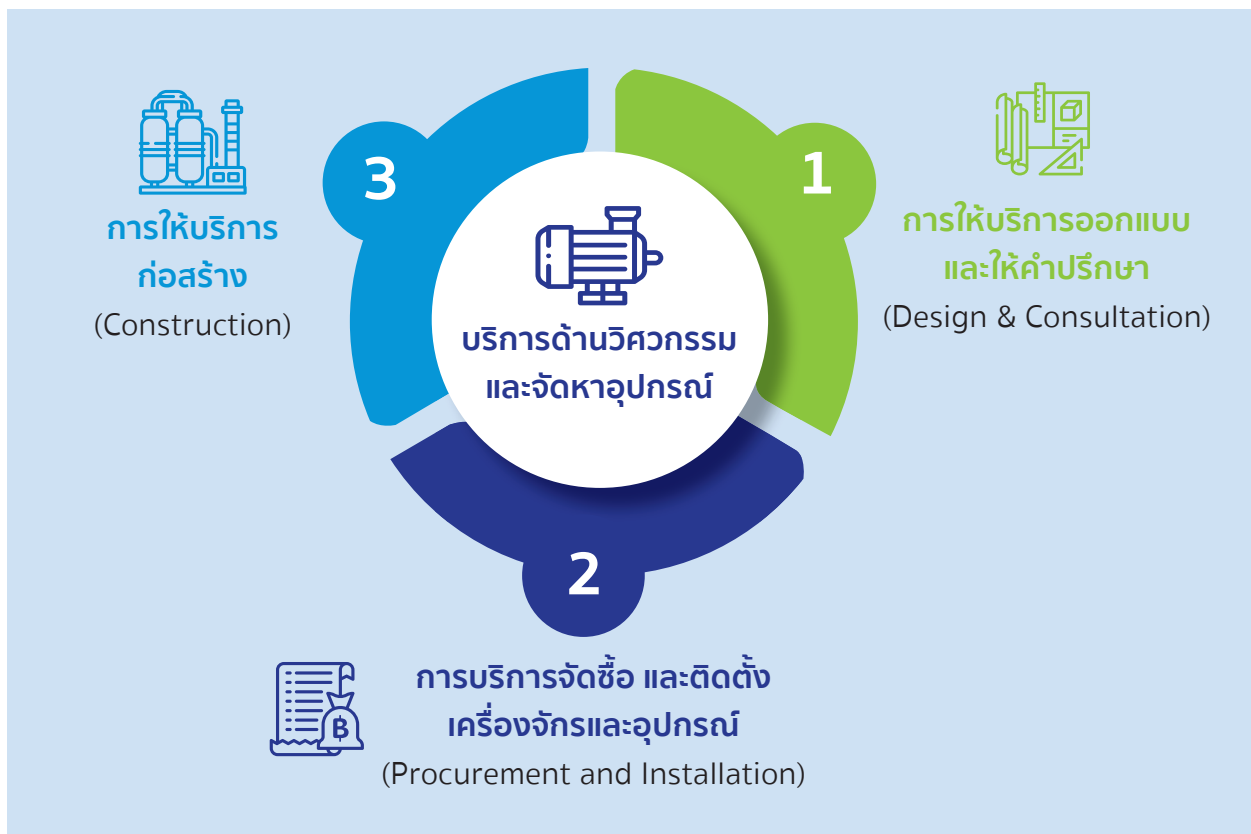 บริการด้านวิศวกรรม
และจัดหาอุปกรณ์
1
การให้บริการออกแบบ
และให้คำปรึกษา
(Design & Consultation)
2
การบริการจัดซื้อ และติดตั้ง
เครื่องจักรและอุปกรณ์
(Procurement and Installation)
฿
3
การให้บริการ
ก่อสร้าง
(Construction)